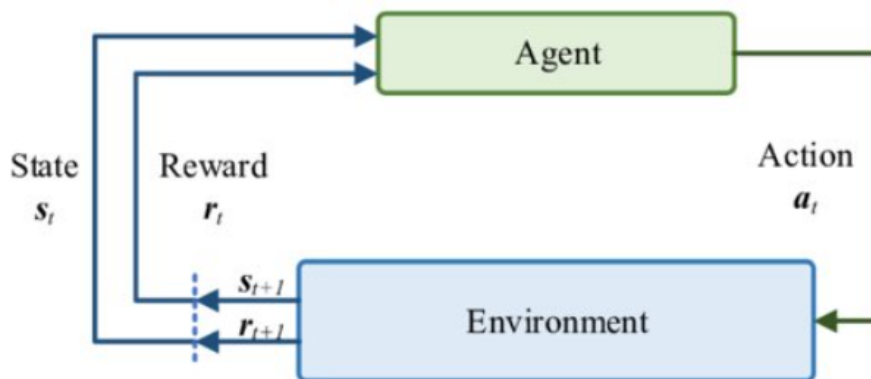 Agent
State
s_t
Reward
r_t
Action
a_t
s_{t+1}
r_{t+1}
Environment